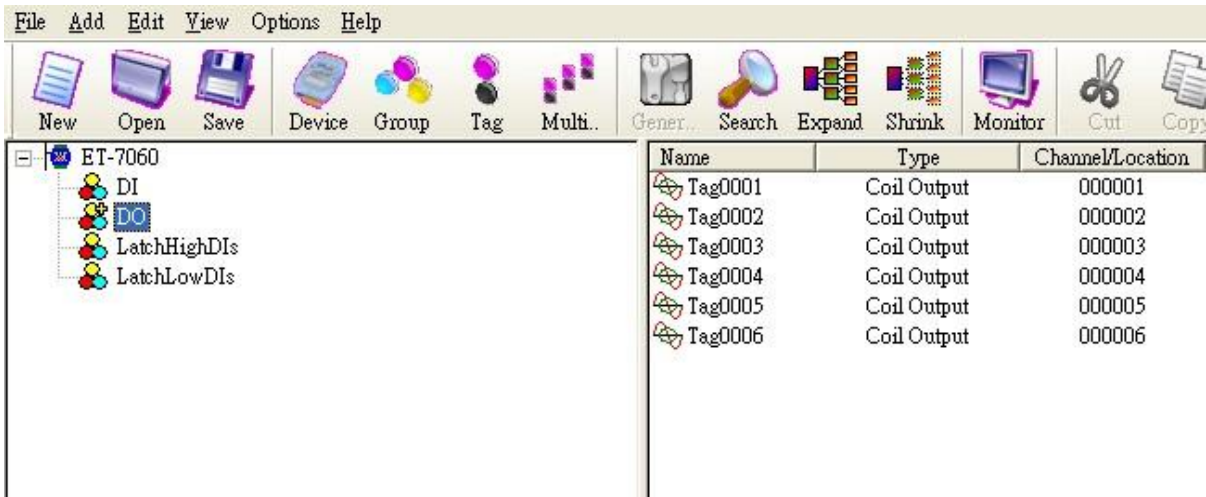 File Add Edit View Options Help
New Open Save Device Group Tag Multi.. Gener.. Search Expand Shrink Monitor Cut Copy
ET-7060
DI
DO
LatchHighDIs
LatchLowDIs
Name Type Channel/Location
Tag0001 Coil Output 000001
Tag0002 Coil Output 000002
Tag0003 Coil Output 000003
Tag0004 Coil Output 000004
Tag0005 Coil Output 000005
Tag0006 Coil Output 000006